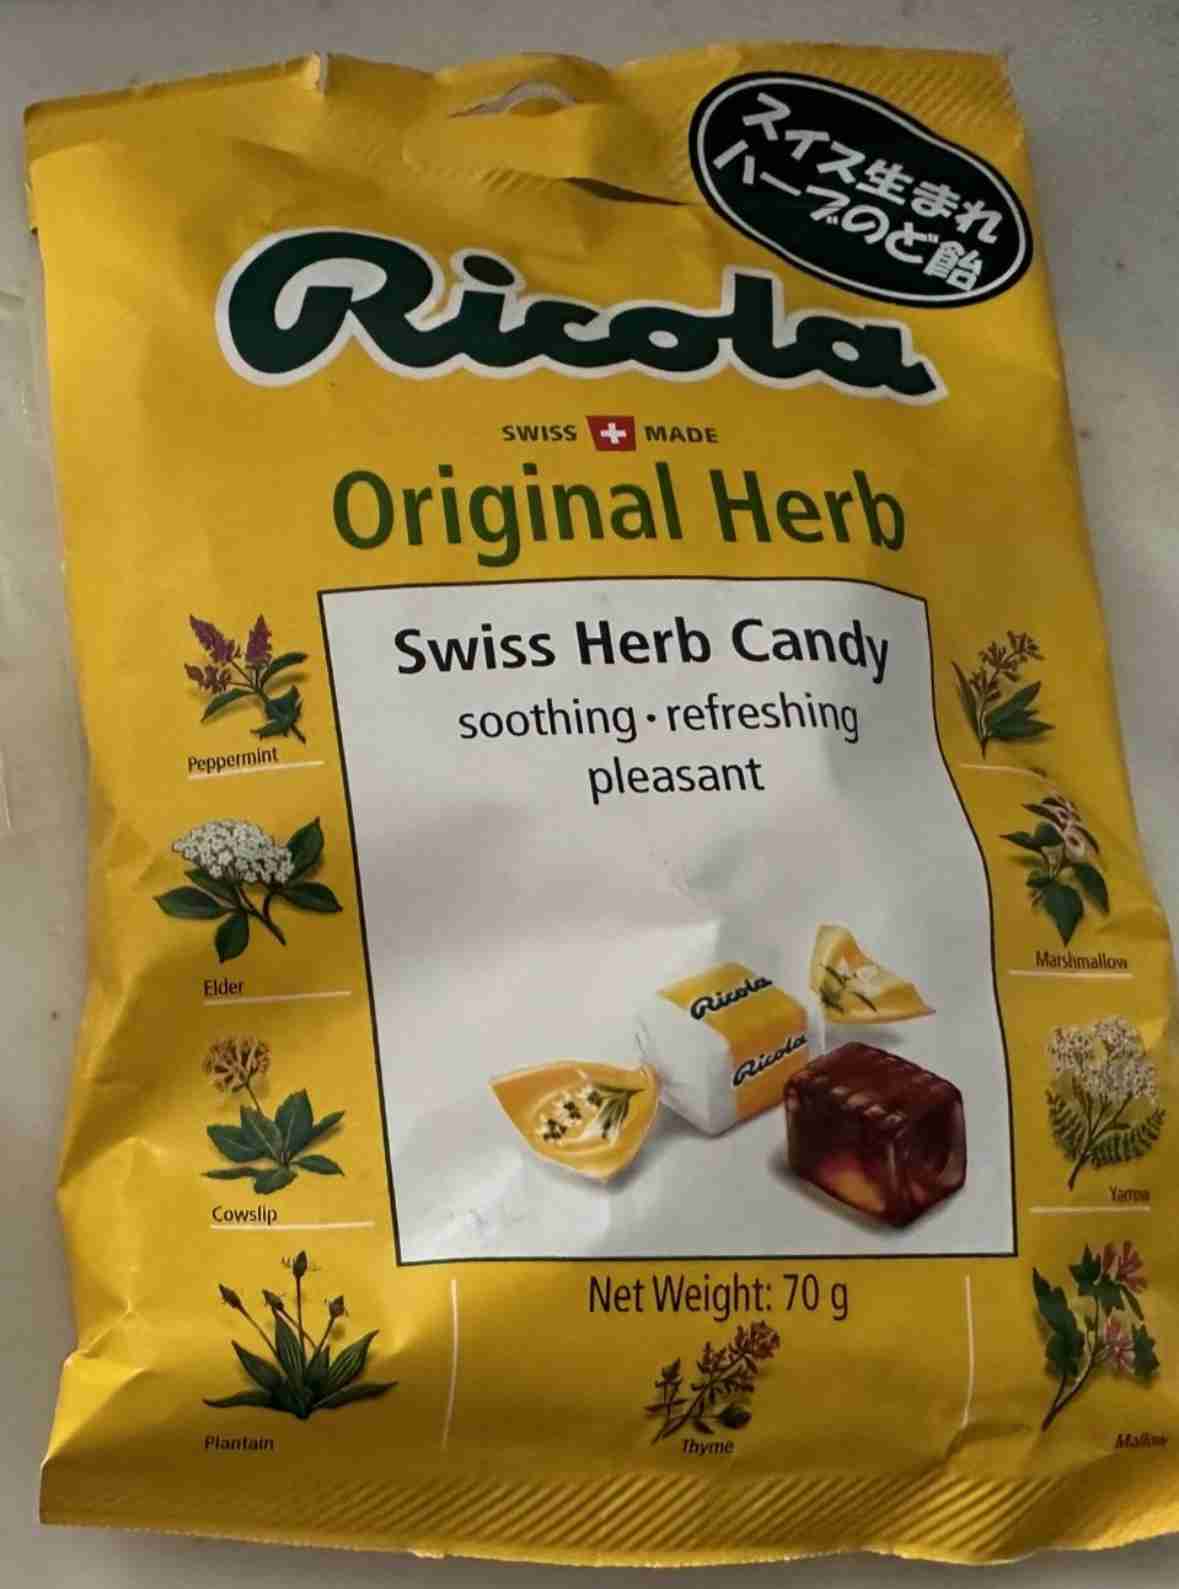 スイス生まれ
ハーブのど飴
Ricola
SWISS MADE
Original Herb
Swiss Herb Candy
soothing · refreshing
pleasant
Peppermint
Elder
Marshmallow
Ricola
Ricola
Cowslip
Yarrow
Net Weight: 70 g
Plantain
Thyme
Mallow